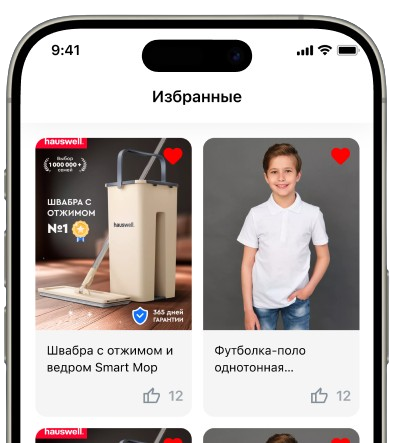 9:41
Избранные
hauswell.
Выбор
1 000 000+
семей
ШВАБРА С
ОТЖИМОМ
№1
hauswell.
365 дней
ГАРАНТИИ
Швабра с отжимом и
ведром Smart Mop
12
Футболка-поло
однотонная...
12
hauswell.